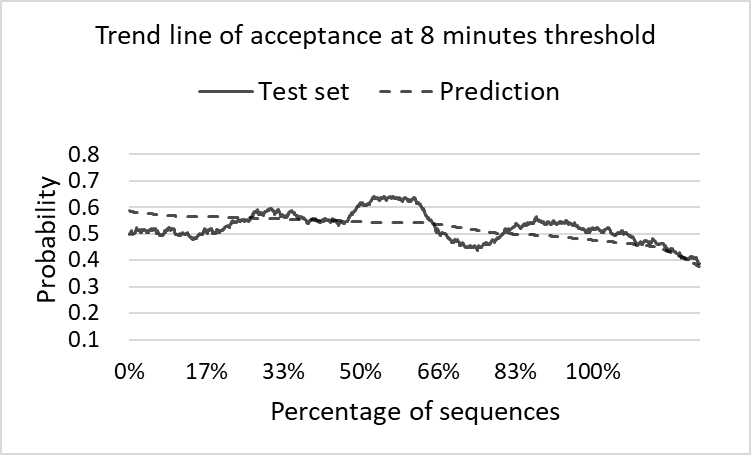 Trend line of acceptance at 8 minutes threshold
Test set Prediction
0.8
0.7
0.6
0.5
0.4
0.3
0.2
0.1
Probability
0% 17% 33% 50% 66% 83% 100%
Percentage of sequences